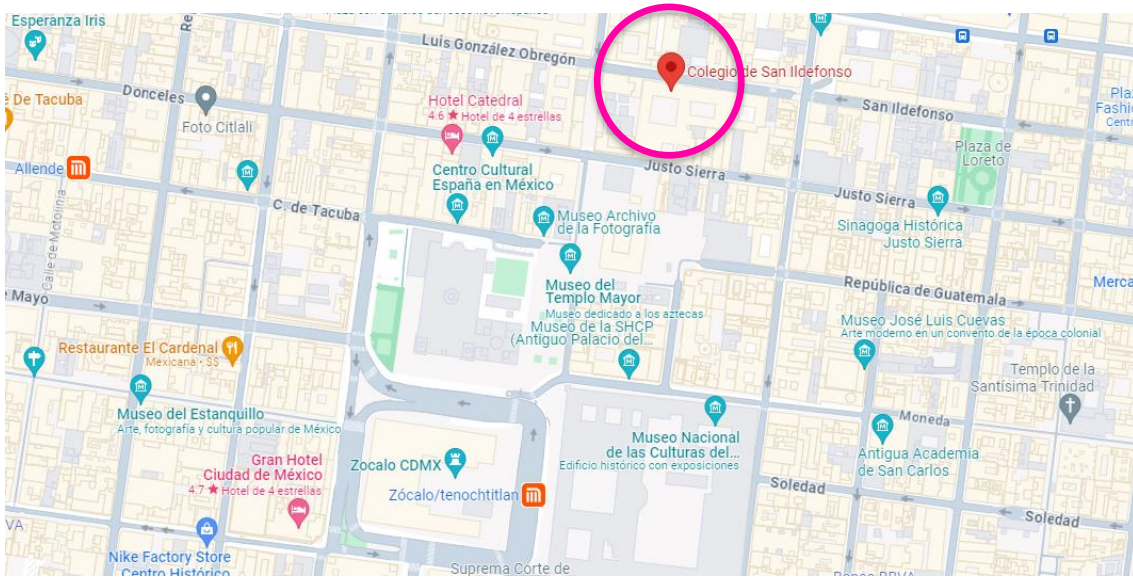 Esperanza Iris
Luis González Obregón
Colegio de San Ildefonso
De Tacuba
Donceles
Foto Citlali
Hotel Catedral
4.6 ★ Hotel de 4 estrellas
San Ildefonso
Plaza de
Loreto
Allende
Centro Cultural
España en México
Justo Sierra
Justo Sierra
C. de Tacuba
Calle de Motolinía
Museo Archivo
de la Fotografía
Sinagoga Histórica
Justo Sierra
Museo del
Templo Mayor
Museo dedicado a los aztecas
República de Guatemala
Mayo
Museo de la SHCP
(Antiguo Palacio del...
Museo José Luis Cuevas
Arte moderno en un convento de la época colonial
Restaurante El Cardenal
Mexicana • $$
Templo de la
Santísima Trinidad
Museo del Estanquillo
Arte, fotografía y cultura popular de México
Moneda
Museo Nacional
de las Culturas del...
Edificio histórico con exposiciones
Antigua Academia
de San Carlos
Gran Hotel
Ciudad de México
4.7 ★ Hotel de 4 estrellas
Zocalo CDMX
Zócalo/tenochtitlan
Soledad
Soledad
VA
Nike Factory Store
Centro Histórico
Suprema Corte de